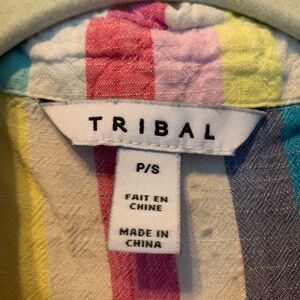 TRIBAL
P/S
FAIT EN
CHINE
MADE IN
CHINA